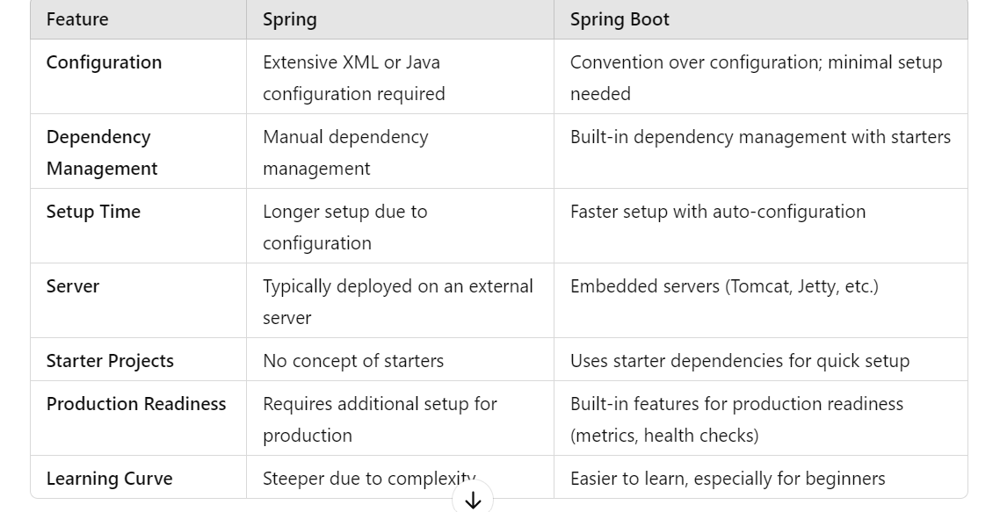 Feature Spring Spring Boot
Configuration Extensive XML or Java Convention over configuration; minimal setup
configuration required needed
Dependency Manual dependency Built-in dependency management with starters
Management management
Setup Time Longer setup due to Faster setup with auto-configuration
configuration
Server Typically deployed on an external Embedded servers (Tomcat, Jetty, etc.)
server
Starter Projects No concept of starters Uses starter dependencies for quick setup
Production Readiness Requires additional setup for Built-in features for production readiness
production (metrics, health checks)
Learning Curve Steeper due to complexity Easier to learn, especially for beginners